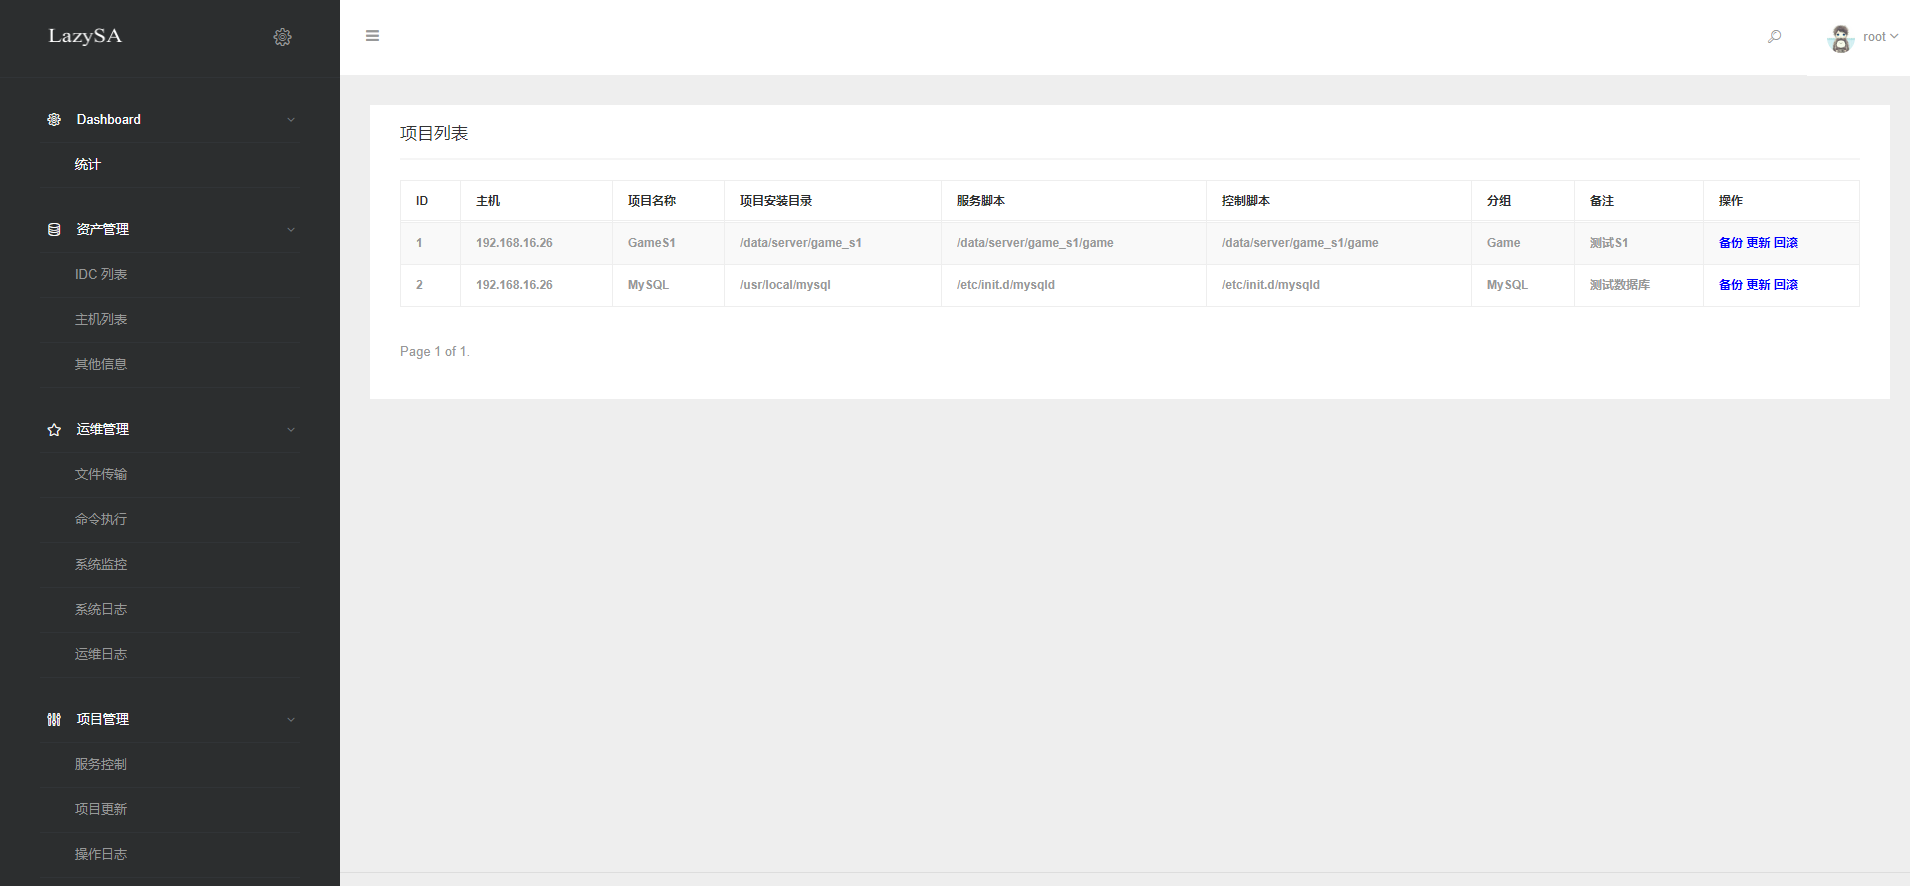 LazySA
root
Dashboard
统计
资产管理
IDC 列表
主机列表
其他信息
运维管理
文件传输
命令执行
系统监控
系统日志
运维日志
项目管理
服务控制
项目更新
操作日志
项目列表
ID 主机 项目名称 项目安装目录 服务脚本 控制脚本 分组 备注 操作
1 192.168.16.26 GameS1 /data/server/game_s1 /data/server/game_s1/game /data/server/game_s1/game Game 测试S1 备份 更新 回滚
2 192.168.16.26 MySQL /usr/local/mysql /etc/init.d/mysqld /etc/init.d/mysqld MySQL 测试数据库 备份 更新 回滚
Page 1 of 1.